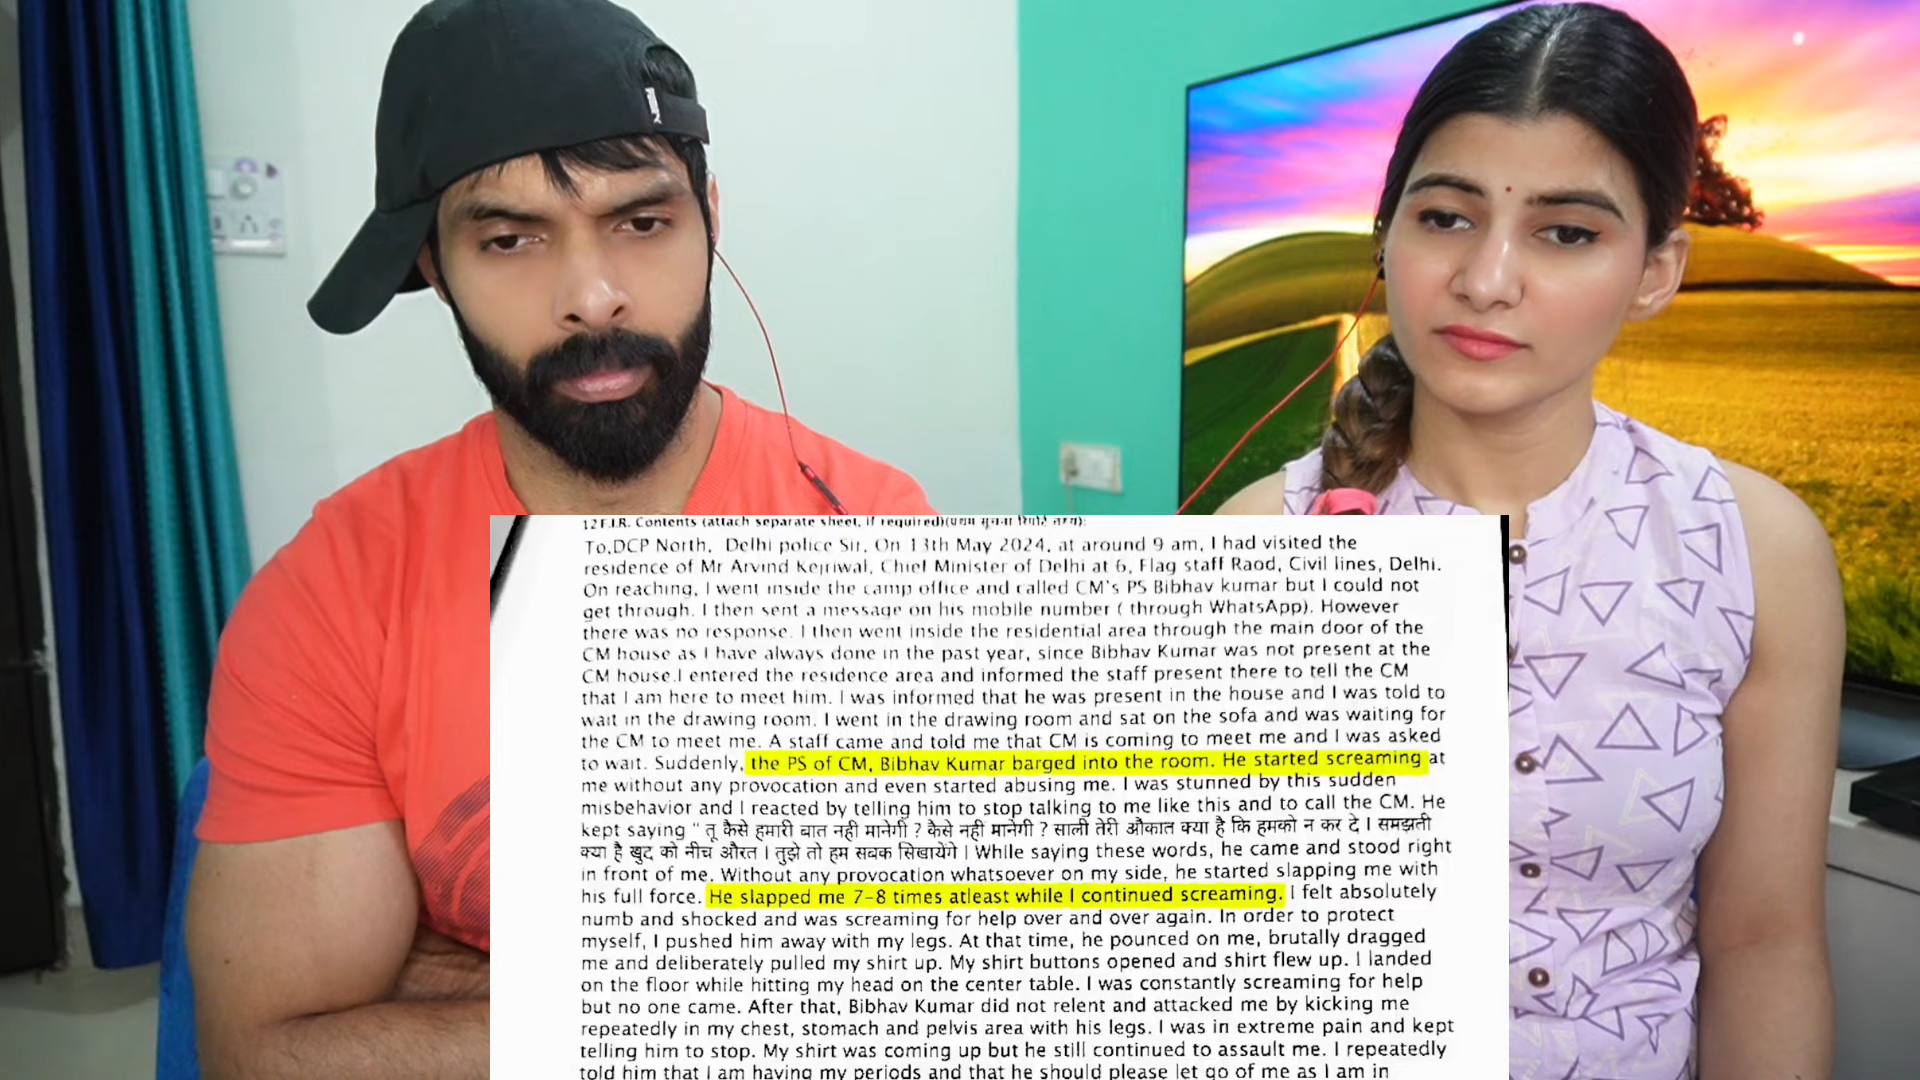 12 F.I.R. Contents (attach separate sheet, if required)(प्रथम सूचना रिपोर्ट तथ्य):
To,DCP North, Delhi police Sir, On 13th May 2024, at around 9 am, I had visited the
residence of Mr Arvind Kejriwal, Chief Minister of Delhi at 6, Flag staff Raod, Civil lines, Delhi.
On reaching, I went inside the camp office and called CM's PS Bibhav kumar but I could not
get through. I then sent a message on his mobile number ( through WhatsApp). However
there was no response. I then went inside the residential area through the main door of the
CM house as I have always done in the past year, since Bibhav Kumar was not present at the
CM house.I entered the residence area and informed the staff present there to tell the CM
that I am here to meet him. I was informed that he was present in the house and I was told to
wait in the drawing room. I went in the drawing room and sat on the sofa and was waiting for
the CM to meet me. A staff came and told me that CM is coming to meet me and I was asked
to wait. Suddenly, the PS of CM, Bibhav Kumar barged into the room. He started screaming at
me without any provocation and even started abusing me. I was stunned by this sudden
misbehavior and I reacted by telling him to stop talking to me like this and to call the CM. He
kept saying " तू कैसे हमारी बात नही मानेगी ? कैसे नही मानेगी ? साली तेरी औकात क्या है कि हमको न कर दे । समझती
क्या है खुद को नीच औरत । तुझे तो हम सबक सिखायेंगे । While saying these words, he came and stood right
in front of me. Without any provocation whatsoever on my side, he started slapping me with
his full force. He slapped me 7-8 times atleast while I continued screaming. I felt absolutely
numb and shocked and was screaming for help over and over again. In order to protect
myself, I pushed him away with my legs. At that time, he pounced on me, brutally dragged
me and deliberately pulled my shirt up. My shirt buttons opened and shirt flew up. I landed
on the floor while hitting my head on the center table. I was constantly screaming for help
but no one came. After that, Bibhav Kumar did not relent and attacked me by kicking me
repeatedly in my chest, stomach and pelvis area with his legs. I was in extreme pain and kept
telling him to stop. My shirt was coming up but he still continued to assault me. I repeatedly
told him that I am having my periods and that he should please let go of me as I am in